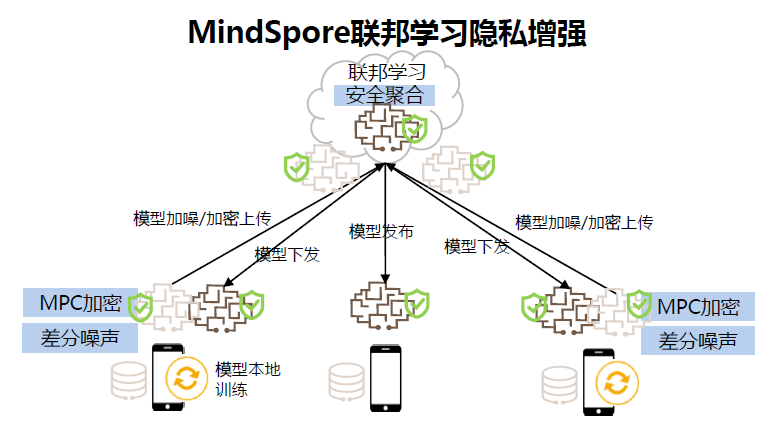 MindSpore联邦学习隐私增强
联邦学习
安全聚合
模型加噪/加密上传
模型下发
模型发布
模型下发
模型加噪/加密上传
MPC加密
差分噪声
MPC加密
差分噪声
模型本地
训练